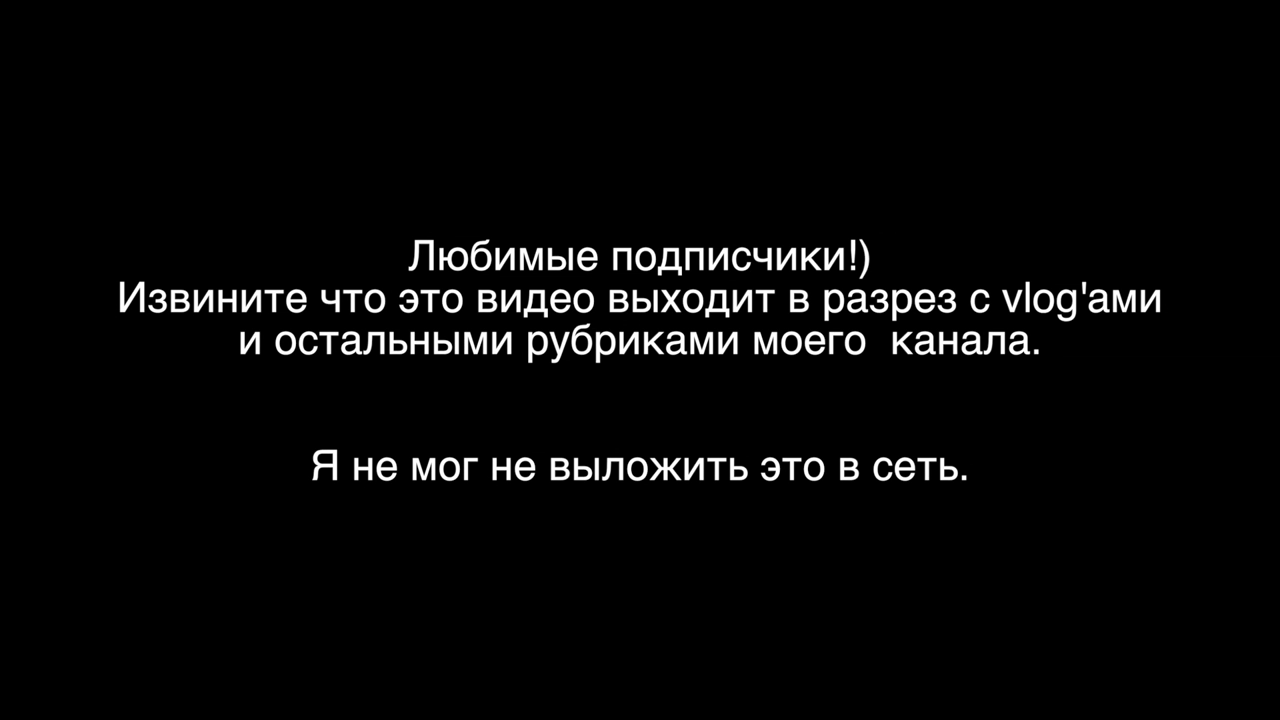 Любимые подписчики!)
Извините что это видео выходит в разрез с vlog'ами
и остальными рубриками моего  канала.
Я не мог не выложить это в сеть.